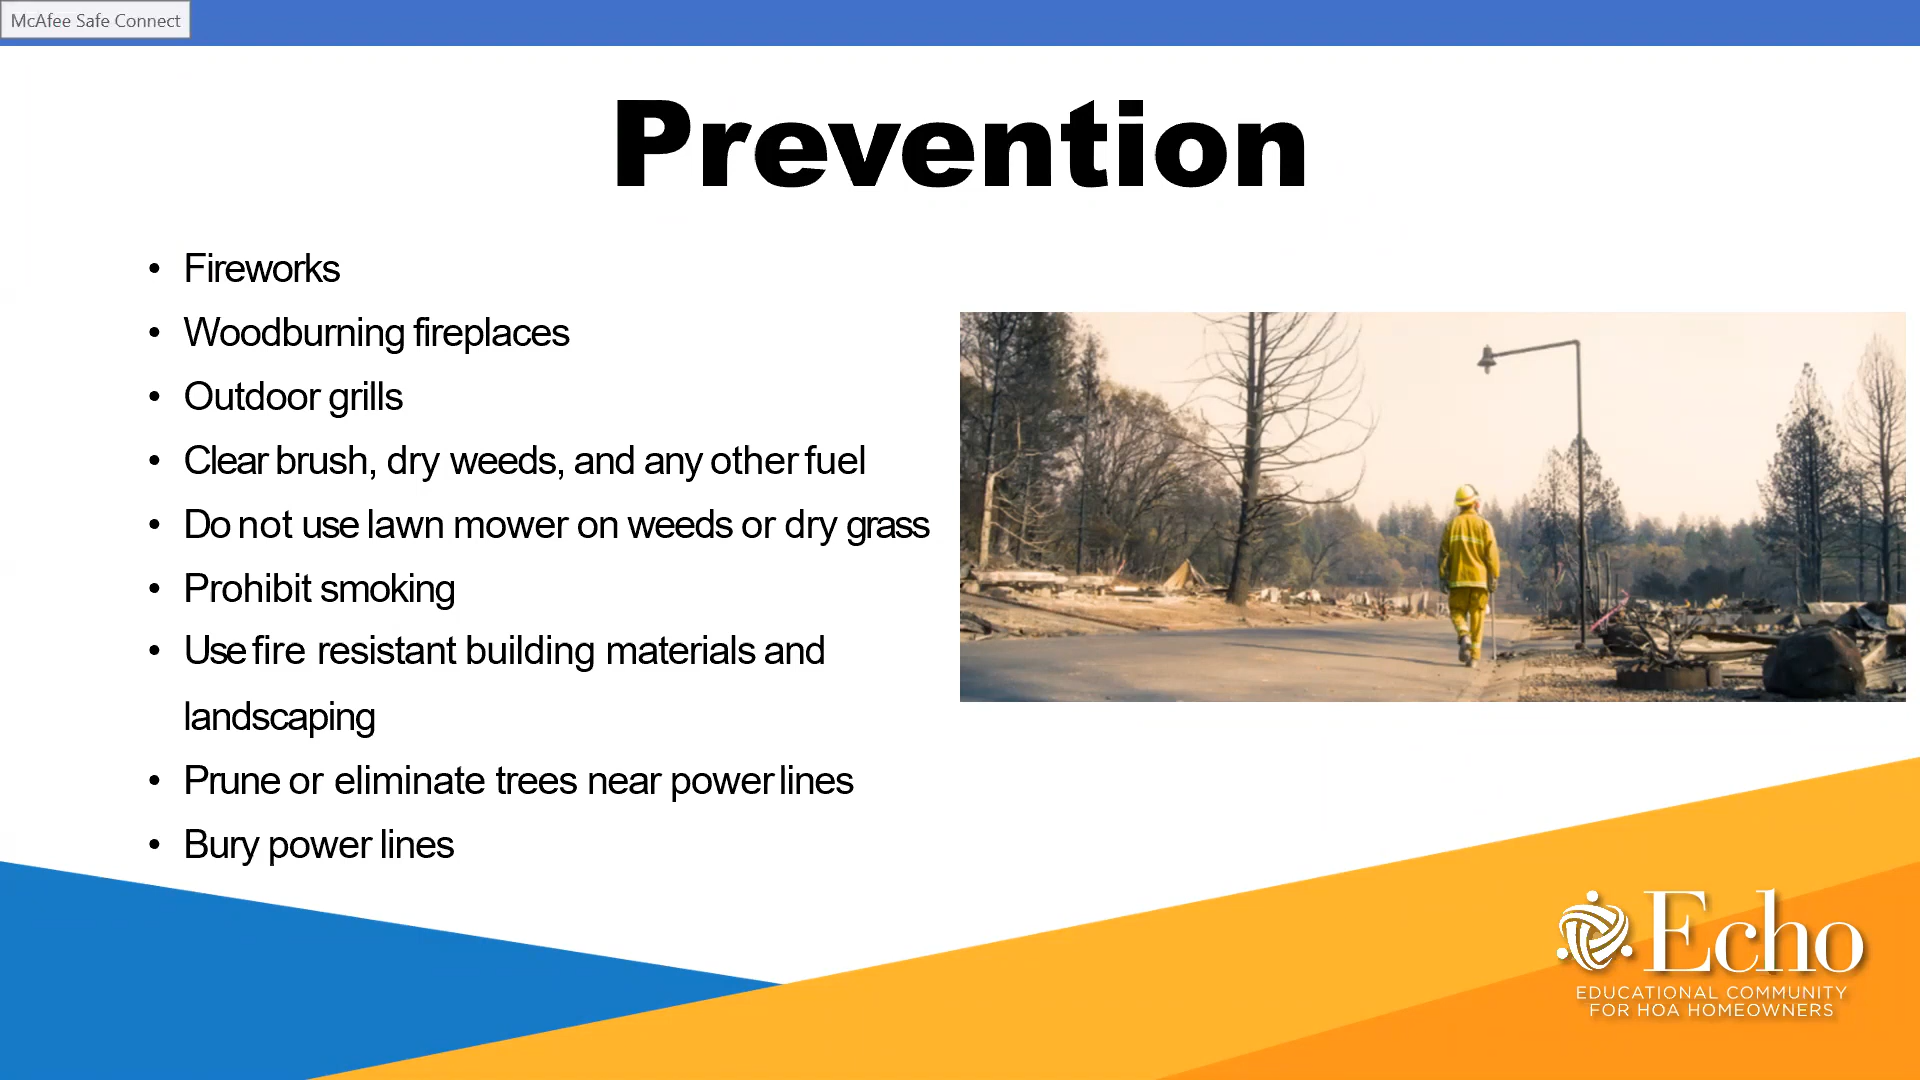 McAfee Safe Connect
Prevention
• Fireworks
• Woodburning fireplaces
• Outdoor grills
• Clear brush, dry weeds, and any other fuel
• Do not use lawn mower on weeds or dry grass
• Prohibit smoking
• Use fire resistant building materials and
landscaping
• Prune or eliminate trees near power lines
• Bury power lines
Echo
EDUCATIONAL COMMUNITY
FOR HOA HOMEOWNERS